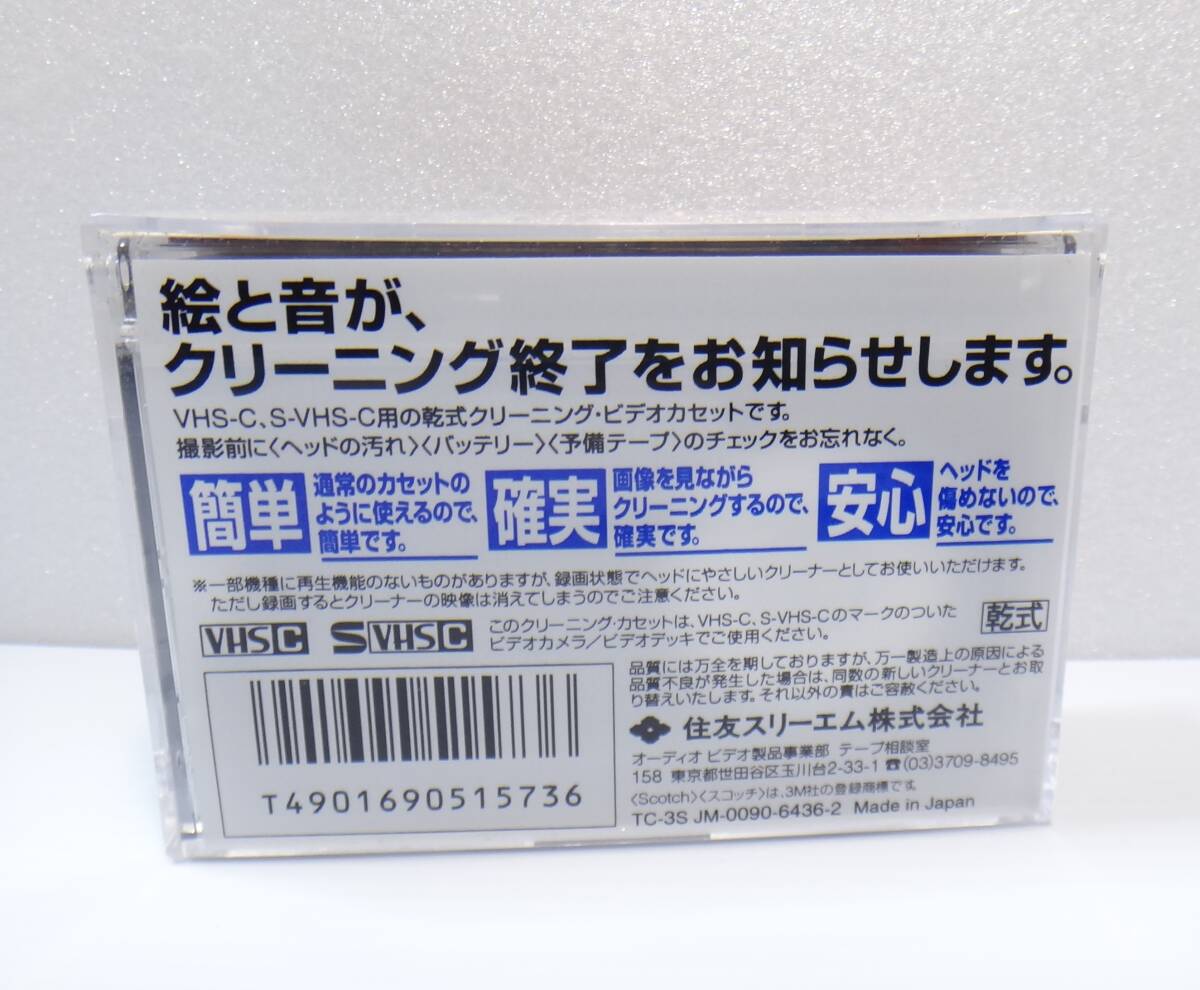 絵と音が、
クリーニング終了をお知らせします。
VHS-C、S-VHS-C用の乾式クリーニング・ビデオカセットです。
撮影前に〈ヘッドの汚れ〉〈バッテリー〉〈予備テープ〉のチェックをお忘れなく。
簡単
通常のカセットの
ように使えるので、
簡単です。
確実
画像を見ながら
クリーニングするので、
確実です。
安心
ヘッドを
傷めないので、
安心です。
※一部機種に再生機能のないものがありますが、録画状態でヘッドにやさしいクリーナーとしてお使いいただけます。
ただし録画するとクリーナーの映像は消えてしまうのでご注意ください。
VHS C
S VHS C
このクリーニング・カセットは、VHS-C、S-VHS-Cのマークのついた
ビデオカメラ/ビデオデッキでご使用ください。
乾式
品質には万全を期しておりますが、万一製造上の原因による
品質不良が発生した場合は、同数の新しいクリーナーとお取
り替えいたします。それ以外の責はご容赦ください。
住友スリーエム株式会社
オーディオ ビデオ製品事業部 テープ相談室
158 東京都世田谷区玉川台2-33-1 ☎(03)3709-8495
〈Scotch〉〈スコッチ〉は、3M社の登録商標です。
TC-3S JM-0090-6436-2 Made in Japan
T4901690515736